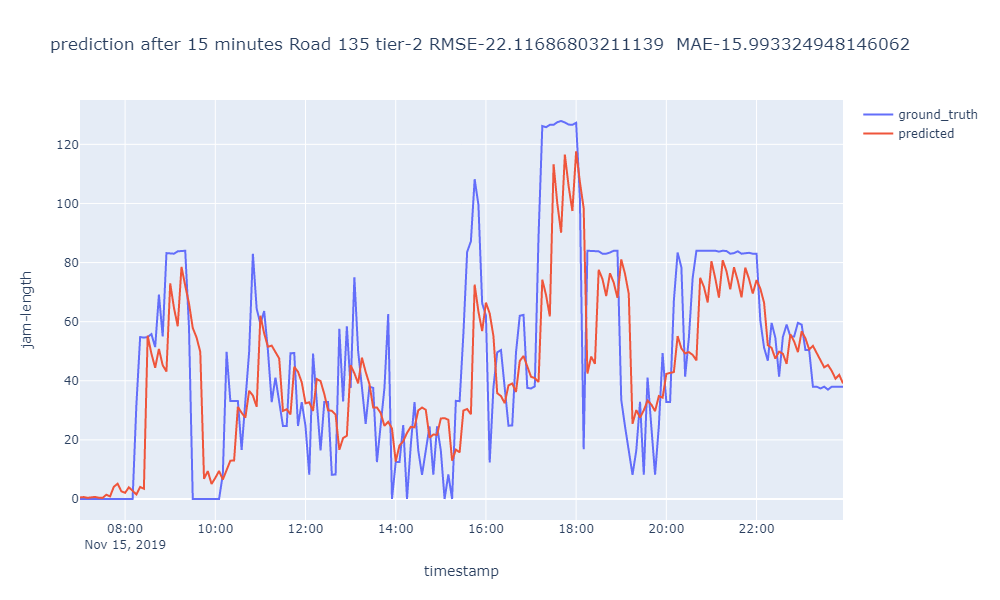 prediction after 15 minutes Road 135 tier-2 RMSE-22.11686803211139  MAE-15.993324948146062
ground_truth
predicted
120
100
80
60
40
20
0
jam-length
08:00 10:00 12:00 14:00 16:00 18:00 20:00 22:00
Nov 15, 2019
timestamp